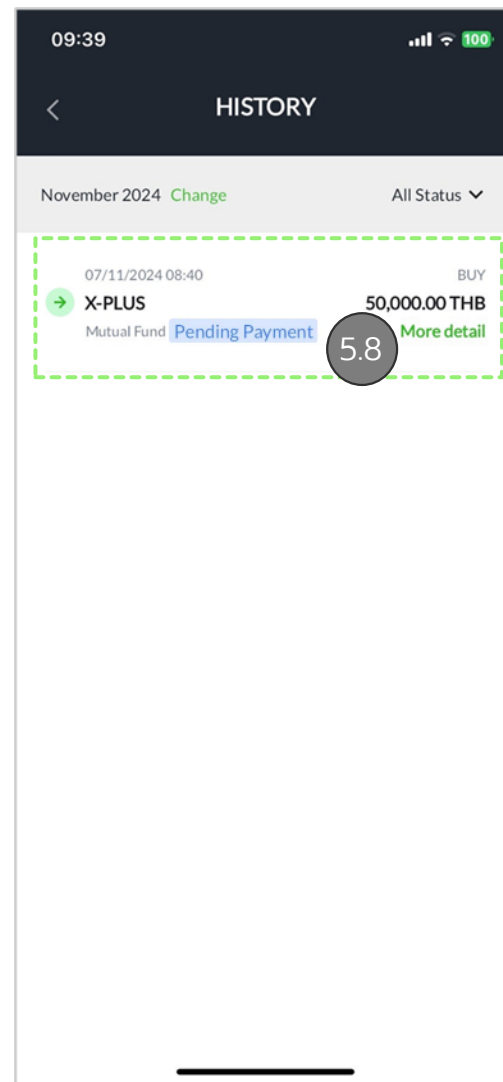 09:39 100
HISTORY
November 2024 Change All Status
07/11/2024 08:40 BUY
X-PLUS 50,000.00 THB
Mutual Fund Pending Payment 5.8 More detail